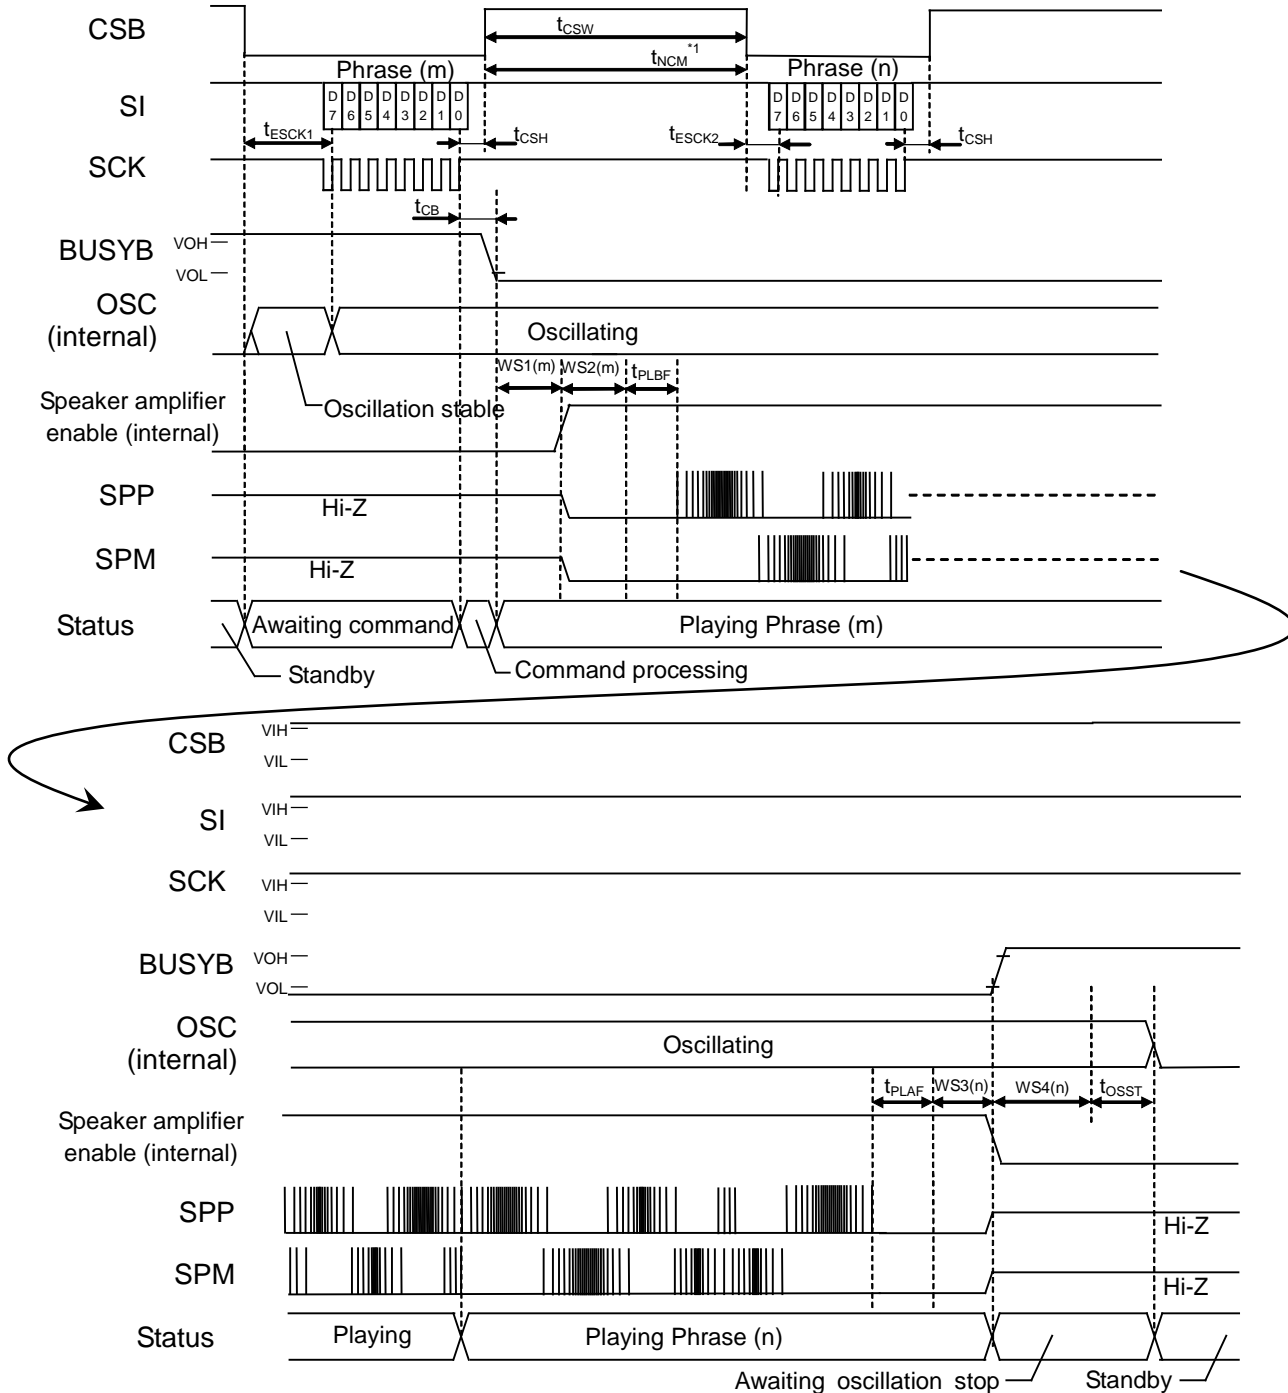 CSB
tCSW
tNCM*1
Phrase (m)
Phrase (n)
SI
D7 D6 D5 D4 D3 D2 D1 D0
D7 D6 D5 D4 D3 D2 D1 D0
tESCK1
tCSH
tESCK2
tCSH
SCK
tCB
BUSYB
VOH
VOL
OSC
(internal)
Oscillating
WS1(m)
WS2(m)
tPLBF
Speaker amplifier
enable (internal)
Oscillation stable
SPP
Hi-Z
SPM
Hi-Z
Status
Awaiting command
Playing Phrase (m)
Standby
Command processing
CSB
VIH
VIL
SI
VIH
VIL
SCK
VIH
VIL
BUSYB
VOH
VOL
OSC
(internal)
Oscillating
tPLAF
WS3(n)
WS4(n)
tOSST
Speaker amplifier
enable (internal)
SPP
Hi-Z
SPM
Hi-Z
Status
Playing
Playing Phrase (n)
Awaiting oscillation stop
Standby